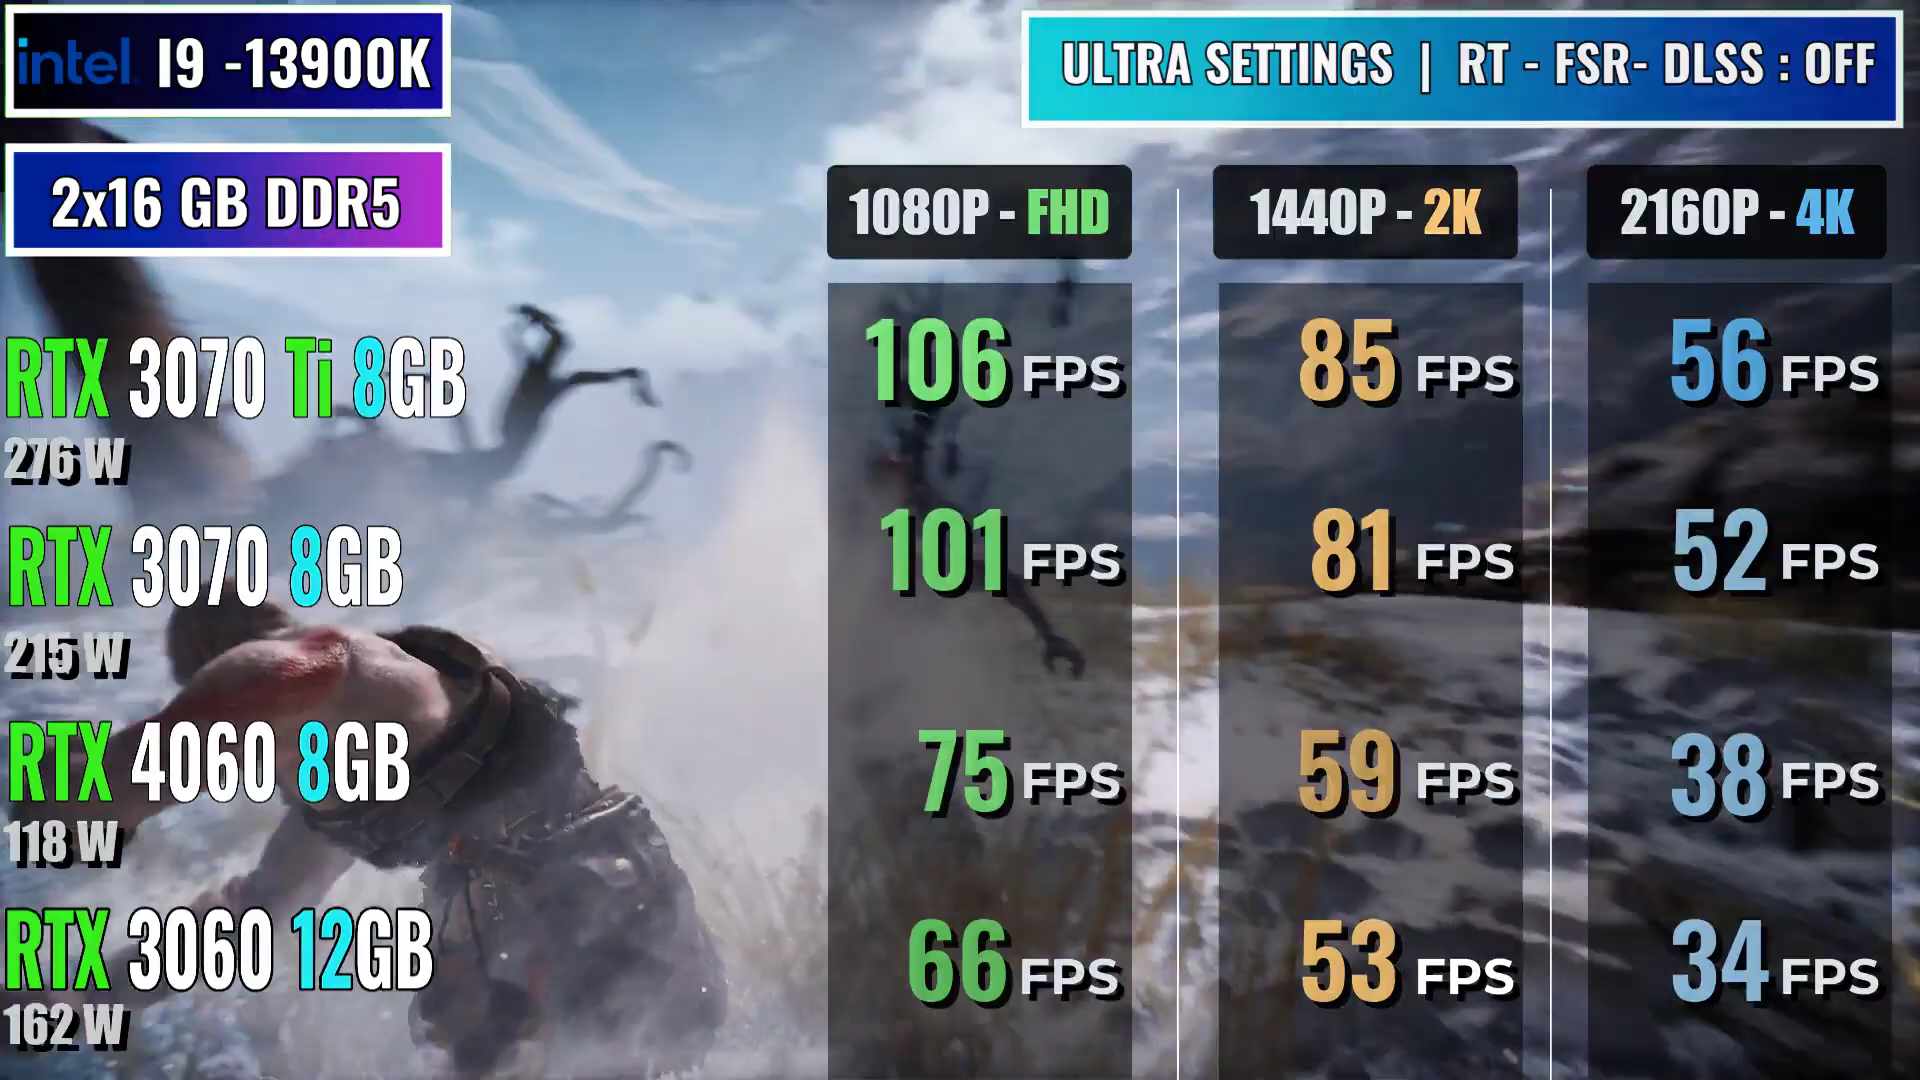 intel I9 -13900K
ULTRA SETTINGS | RT - FSR- DLSS : OFF
2x16 GB DDR5
1080P - FHD
1440P - 2K
2160P - 4K
RTX 3070 Ti 8GB
276 W
106 FPS
85 FPS
56 FPS
RTX 3070 8GB
215 W
101 FPS
81 FPS
52 FPS
RTX 4060 8GB
118 W
75 FPS
59 FPS
38 FPS
RTX 3060 12GB
162 W
66 FPS
53 FPS
34 FPS